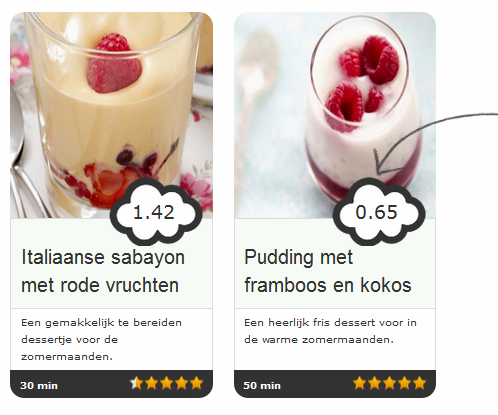 1.42
Italiaanse sabayon
met rode vruchten
Een gemakkelijk te bereiden
dessertje voor de
zomermaanden.
30 min
0.65
Pudding met
framboos en kokos
Een heerlijk fris dessert voor in
de warme zomermaanden.
50 min